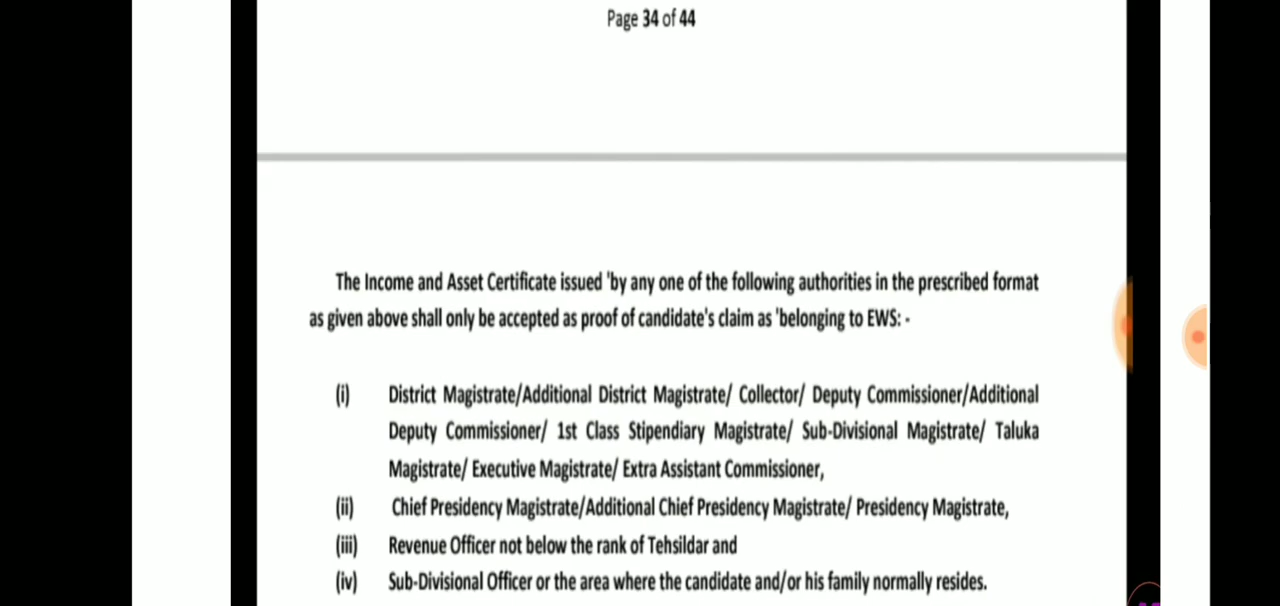 Page 34 of 44
The Income and Asset Certificate issued 'by any one of the following authorities in the prescribed format
as given above shall only be accepted as proof of candidate's claim as 'belonging to EWS: -
(i) District Magistrate/Additional District Magistrate/ Collector/ Deputy Commissioner/Additional
Deputy Commissioner/ 1st Class Stipendiary Magistrate/ Sub-Divisional Magistrate/ Taluka
Magistrate/ Executive Magistrate/ Extra Assistant Commissioner,
(ii) Chief Presidency Magistrate/Additional Chief Presidency Magistrate/ Presidency Magistrate,
(iii) Revenue Officer not below the rank of Tehsildar and
(iv) Sub-Divisional Officer or the area where the candidate and/or his family normally resides.